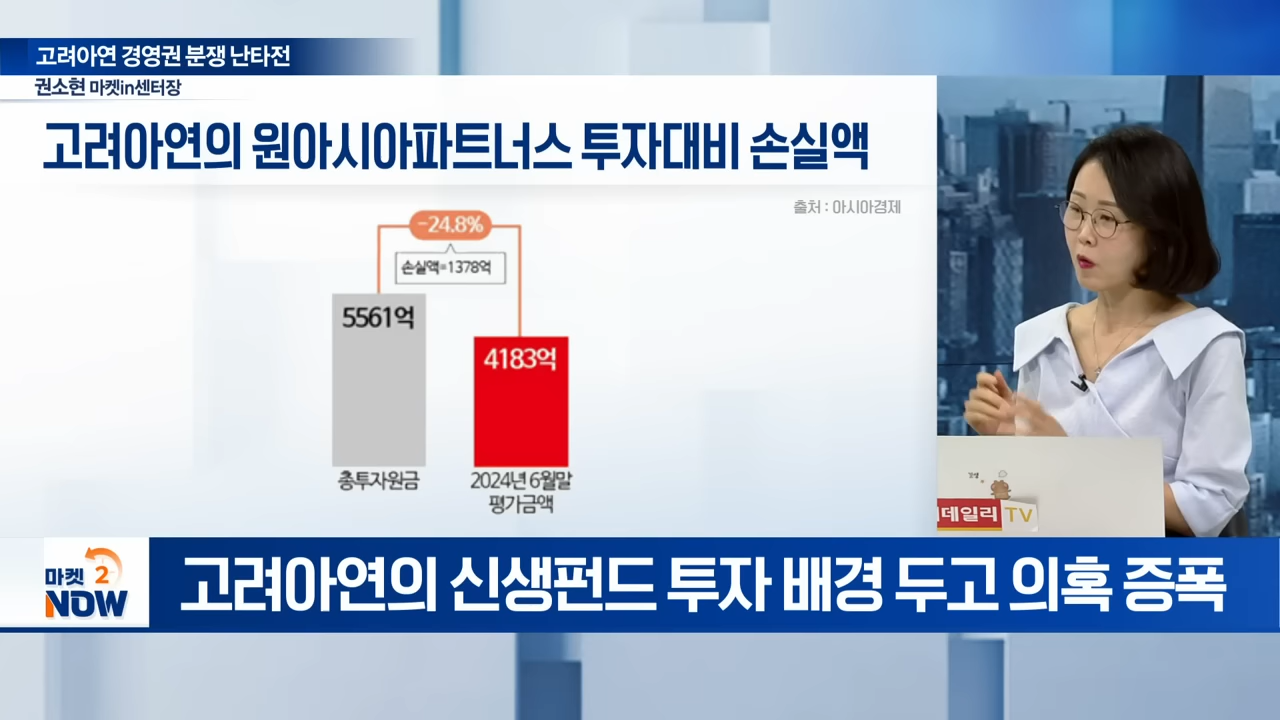 고려아연 경영권 분쟁 난타전
권소현 마켓in센터장
고려아연의 원아시아파트너스 투자대비 손실액
출처 : 아시아경제
-24.8%
손실액=1378억
5561억
4183억
총투자원금
2024년 6월말
평가금액
데일리 TV
마켓 2
NOW
고려아연의 신생펀드 투자 배경 두고 의혹 증폭